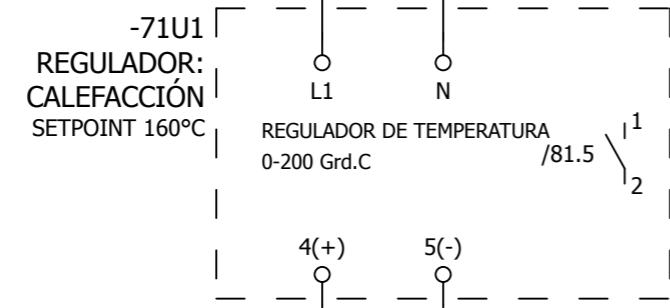 -71U1
REGULADOR:
CALEFACCIÓN
SETPOINT 160°C
L1
N
REGULADOR DE TEMPERATURA
0-200 Grd.C
/81.5
1
2
4(+)
5(-)